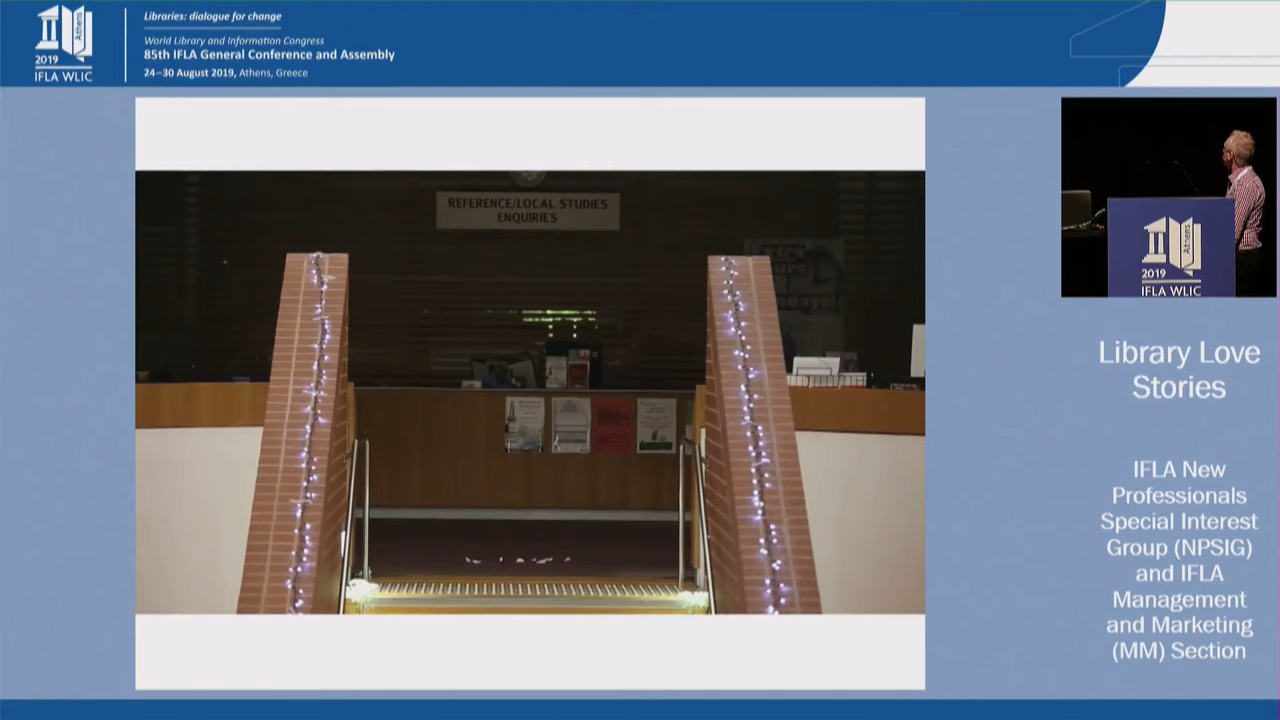 Athens
2019
IFLA WLIC
Libraries: dialogue for change
World Library and Information Congress
85th IFLA General Conference and Assembly
24–30 August 2019, Athens, Greece
REFERENCE/LOCAL STUDIES
ENQUIRIES
Athens
2019
IFLA WLIC
Library Love
Stories
IFLA New
Professionals
Special Interest
Group (NPSIG)
and IFLA
Management
and Marketing
(MM) Section